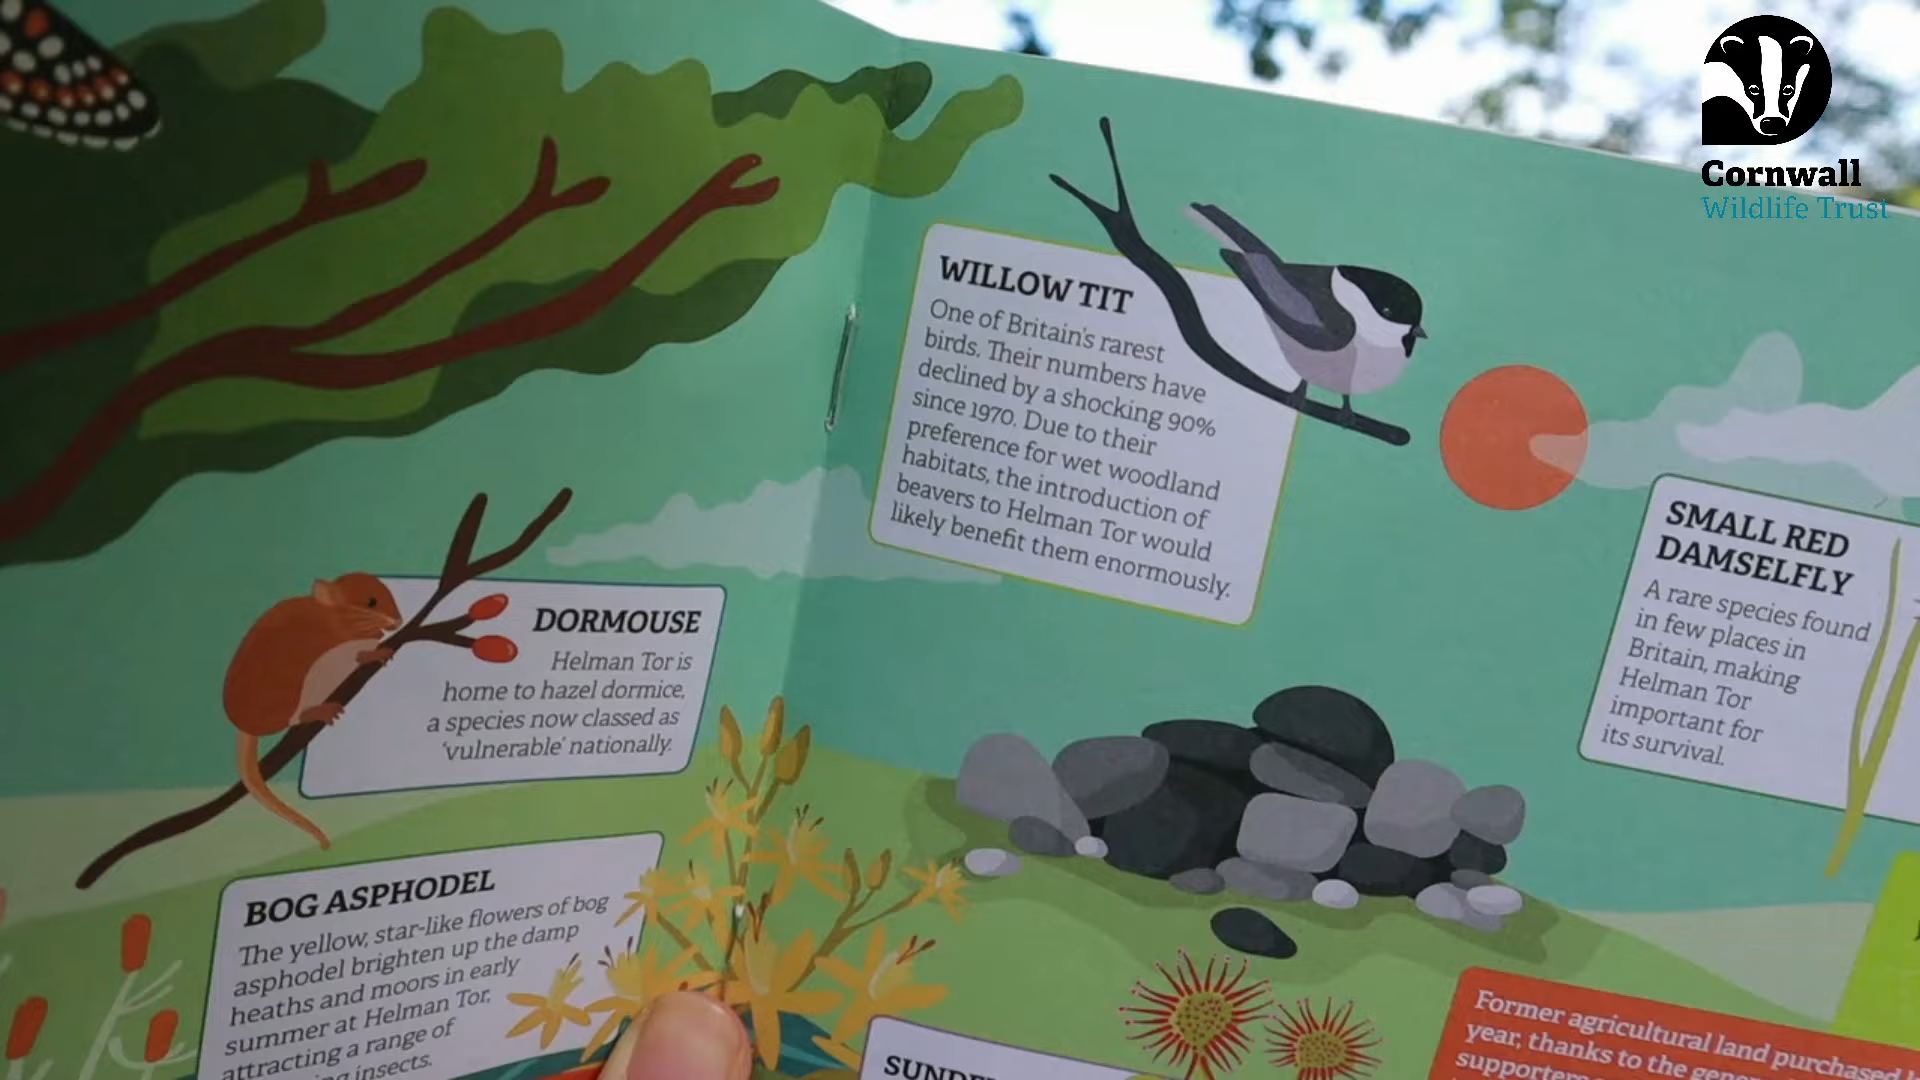 Cornwall
Wildlife Trust
WILLOW TIT
One of Britain's rarest
birds. Their numbers have
declined by a shocking 90%
since 1970. Due to their
preference for wet woodland
habitats, the introduction of
beavers to Helman Tor would
likely benefit them enormously.
SMALL RED
DAMSELFLY
A rare species found
in few places in
Britain, making
Helman Tor
important for
its survival.
DORMOUSE
Helman Tor is
home to hazel dormice,
a species now classed as
'vulnerable' nationally.
BOG ASPHODEL
The yellow, star-like flowers of bog
asphodel brighten up the damp
heaths and moors in early
summer at Helman Tor,
attracting a range of
insects.
Former agricultural land purchased
year, thanks to the